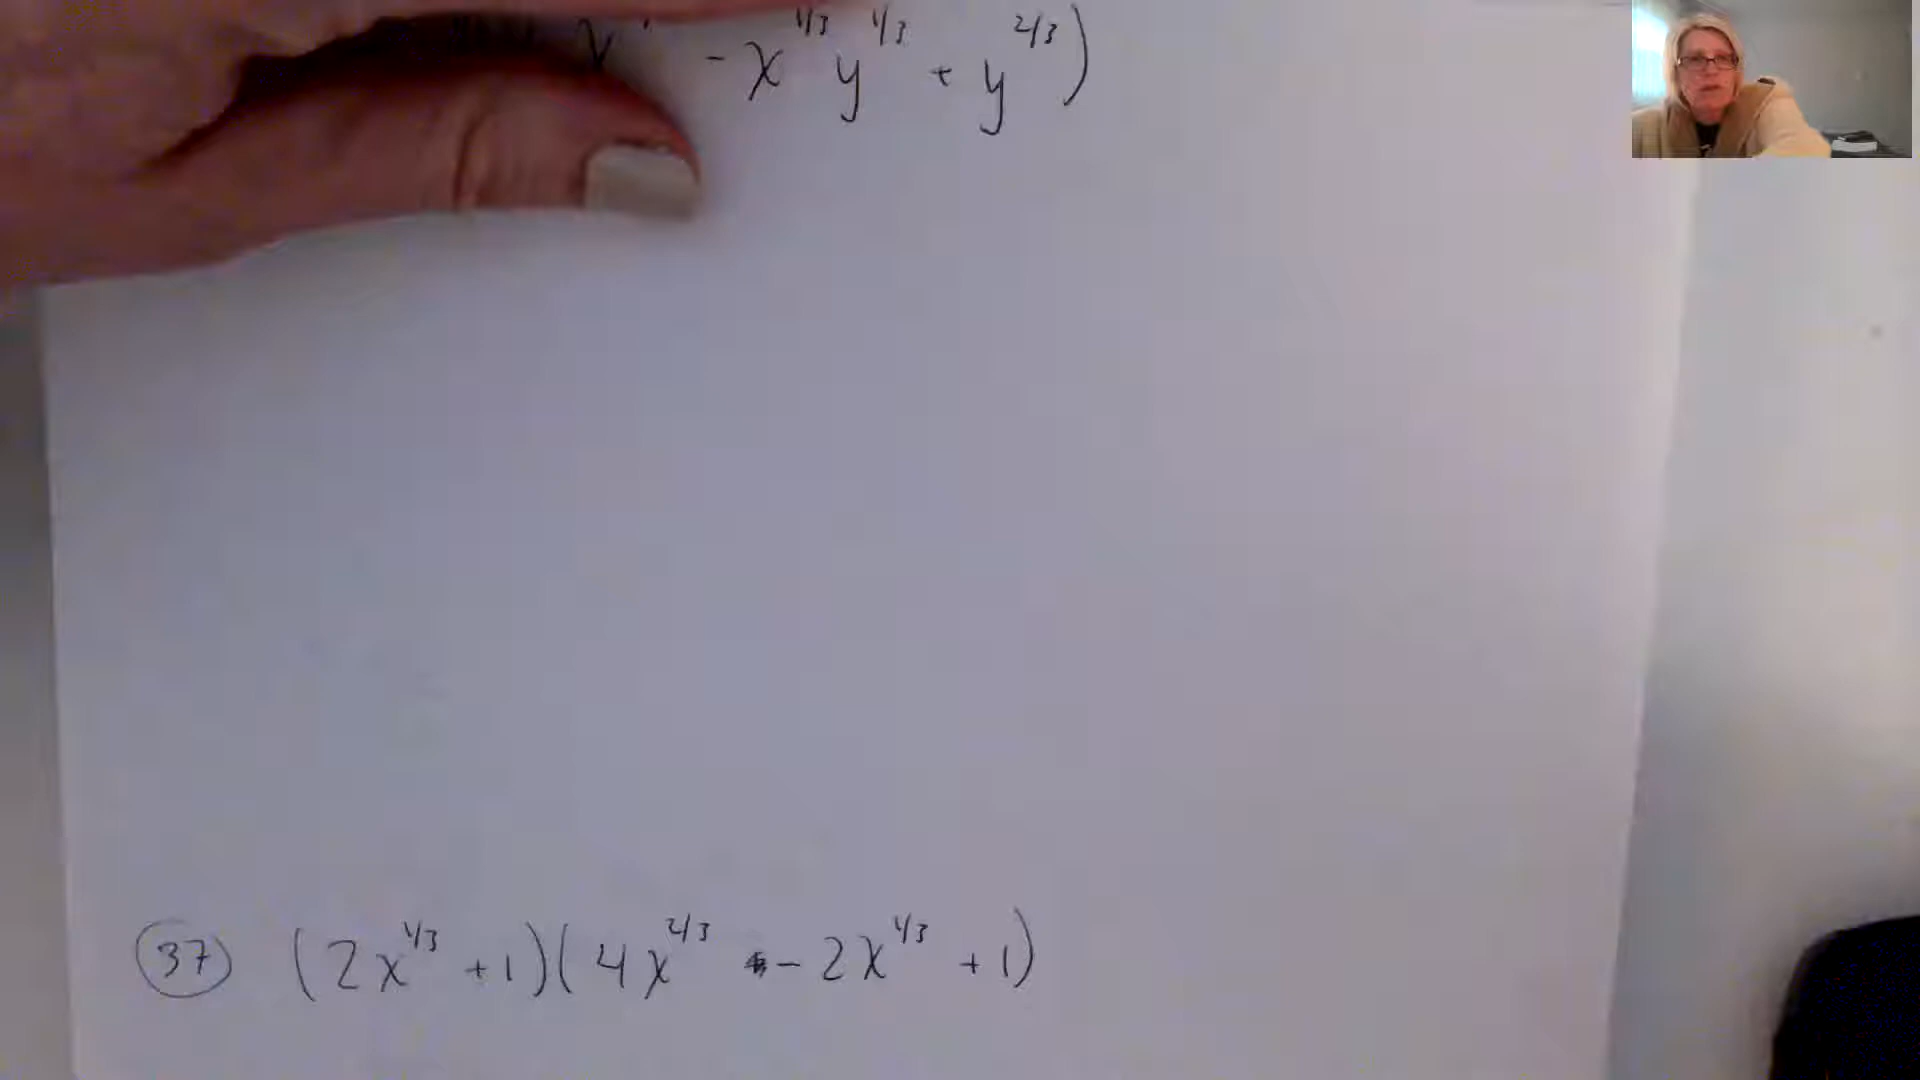 x - x^1/3 y^1/3 + y^2/3)
37) (2x^1/3 + 1)(4x^2/3 - 2x^1/3 + 1)